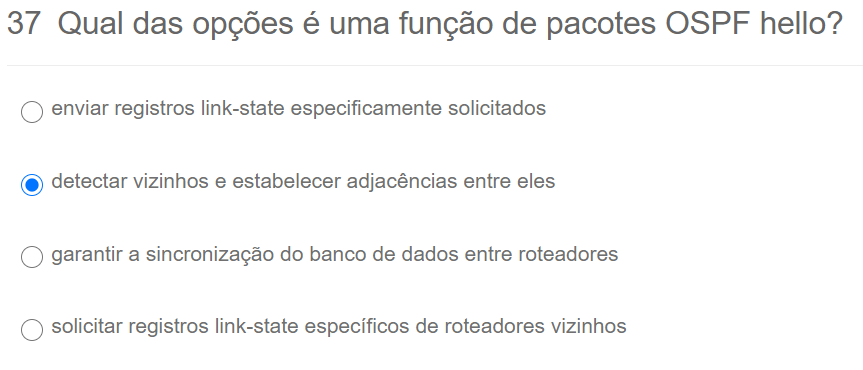 37 Qual das opções é uma função de pacotes OSPF hello?
enviar registros link-state especificamente solicitados
detectar vizinhos e estabelecer adjacências entre eles
garantir a sincronização do banco de dados entre roteadores
solicitar registros link-state específicos de roteadores vizinhos